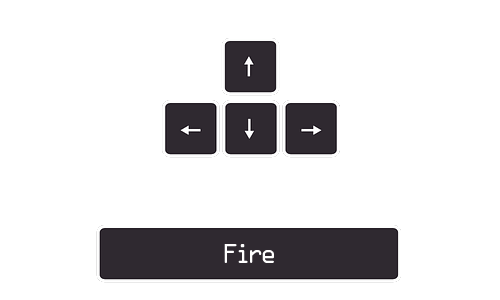 ↑
← ↓ →
Fire